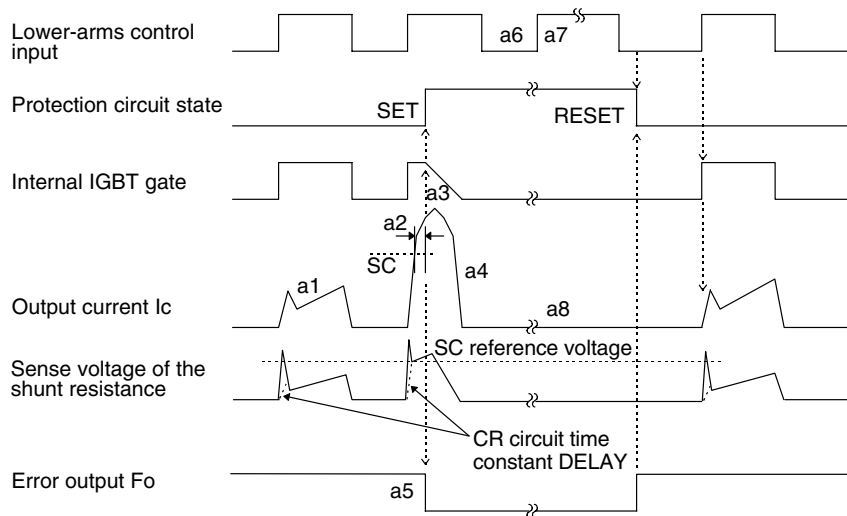 Lower-arms control
input
a6
a7
Protection circuit state
SET
RESET
Internal IGBT gate
a3
a2
SC
a4
Output current Ic
a1
a8
SC reference voltage
Sense voltage of the
shunt resistance
CR circuit time
constant DELAY
Error output Fo
a5